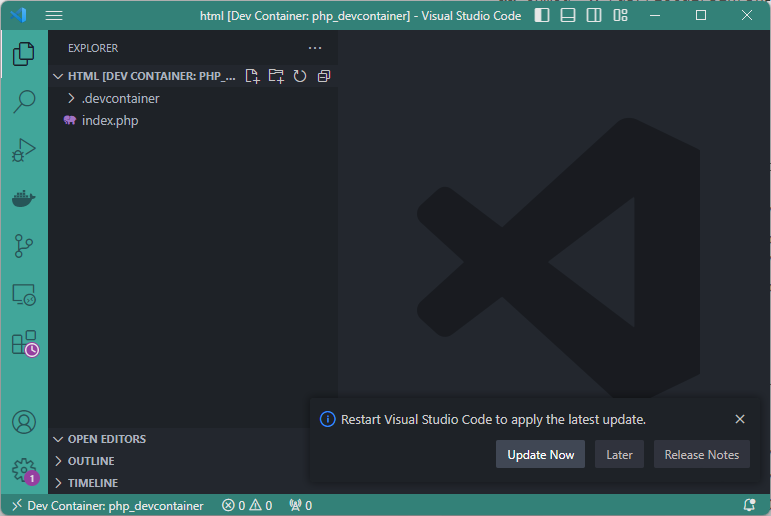 html [Dev Container: php_devcontainer] - Visual Studio Code
EXPLORER
HTML [DEV CONTAINER: PHP_...
.devcontainer
index.php
Restart Visual Studio Code to apply the latest update.
Update Now
Later
Release Notes
OPEN EDITORS
OUTLINE
TIMELINE
1
Dev Container: php_devcontainer
0
0
0